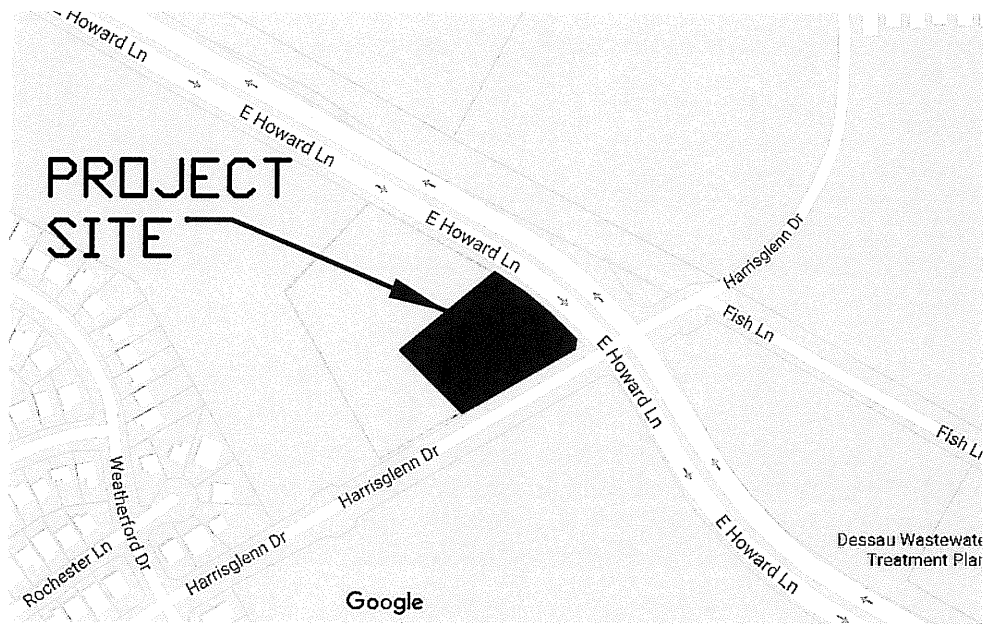 E Howard Ln
E Howard Ln
PROJECT
SITE
E Howard Ln
Harrisglenn Dr
Fish Ln
E Howard Ln
Fish Ln
Harrisglenn Dr
Weatherford Dr
E Howard Ln
Dessau Wastewate
Treatment Plan
Harrisglenn Dr
Rochester Ln
Google